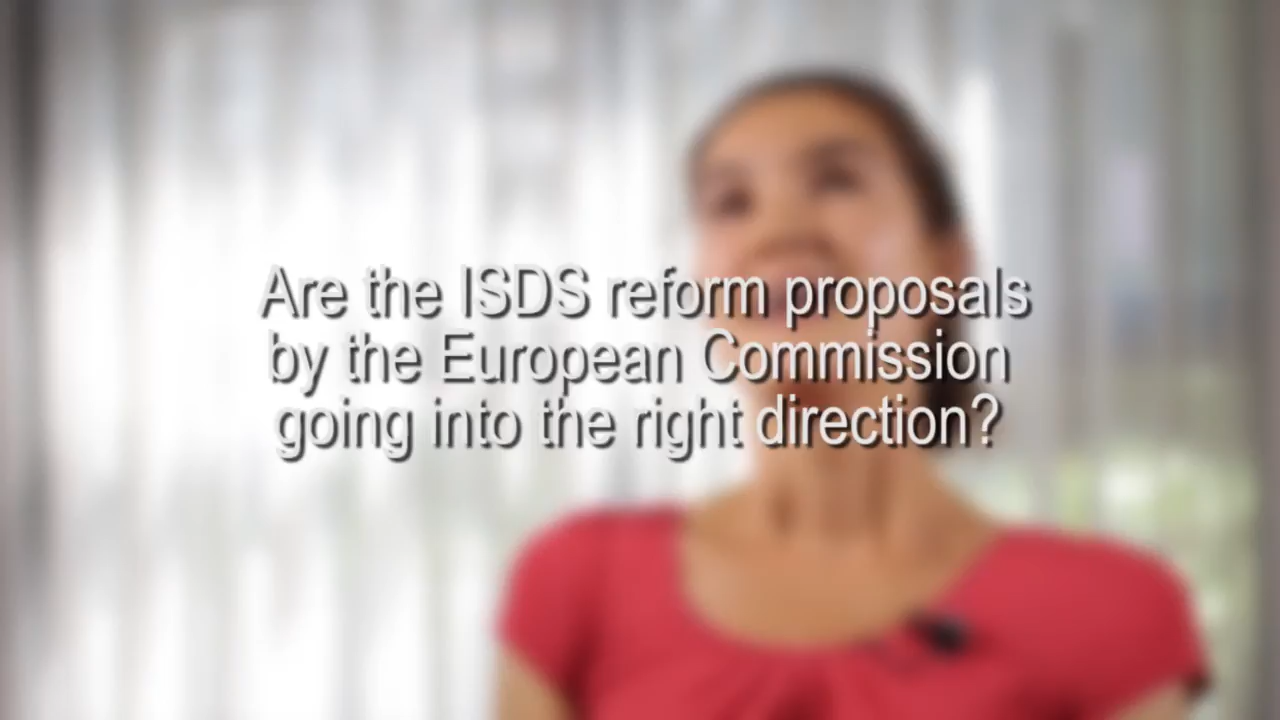 Are the ISDS reform proposals
by the European Commission
going into the right direction?